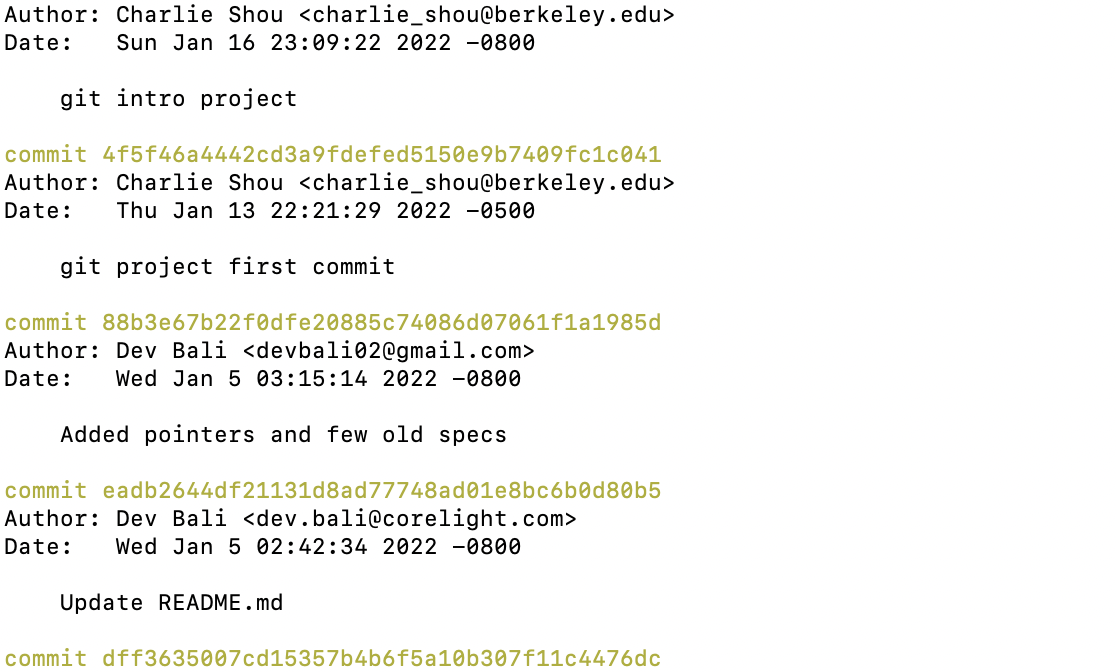 Author: Charlie Shou <charlie_shou@berkeley.edu>
Date:   Sun Jan 16 23:09:22 2022 -0800
git intro project
commit 4f5f46a4442cd3a9fdefed5150e9b7409fc1c041
Author: Charlie Shou <charlie_shou@berkeley.edu>
Date:   Thu Jan 13 22:21:29 2022 -0500
git project first commit
commit 88b3e67b22f0dfe20885c74086d07061f1a1985d
Author: Dev Bali <devbali02@gmail.com>
Date:   Wed Jan 5 03:15:14 2022 -0800
Added pointers and few old specs
commit eadb2644df21131d8ad77748ad01e8bc6b0d80b5
Author: Dev Bali <dev.bali@corelight.com>
Date:   Wed Jan 5 02:42:34 2022 -0800
Update README.md
commit dff3635007cd15357b4b6f5a10b307f11c4476dc